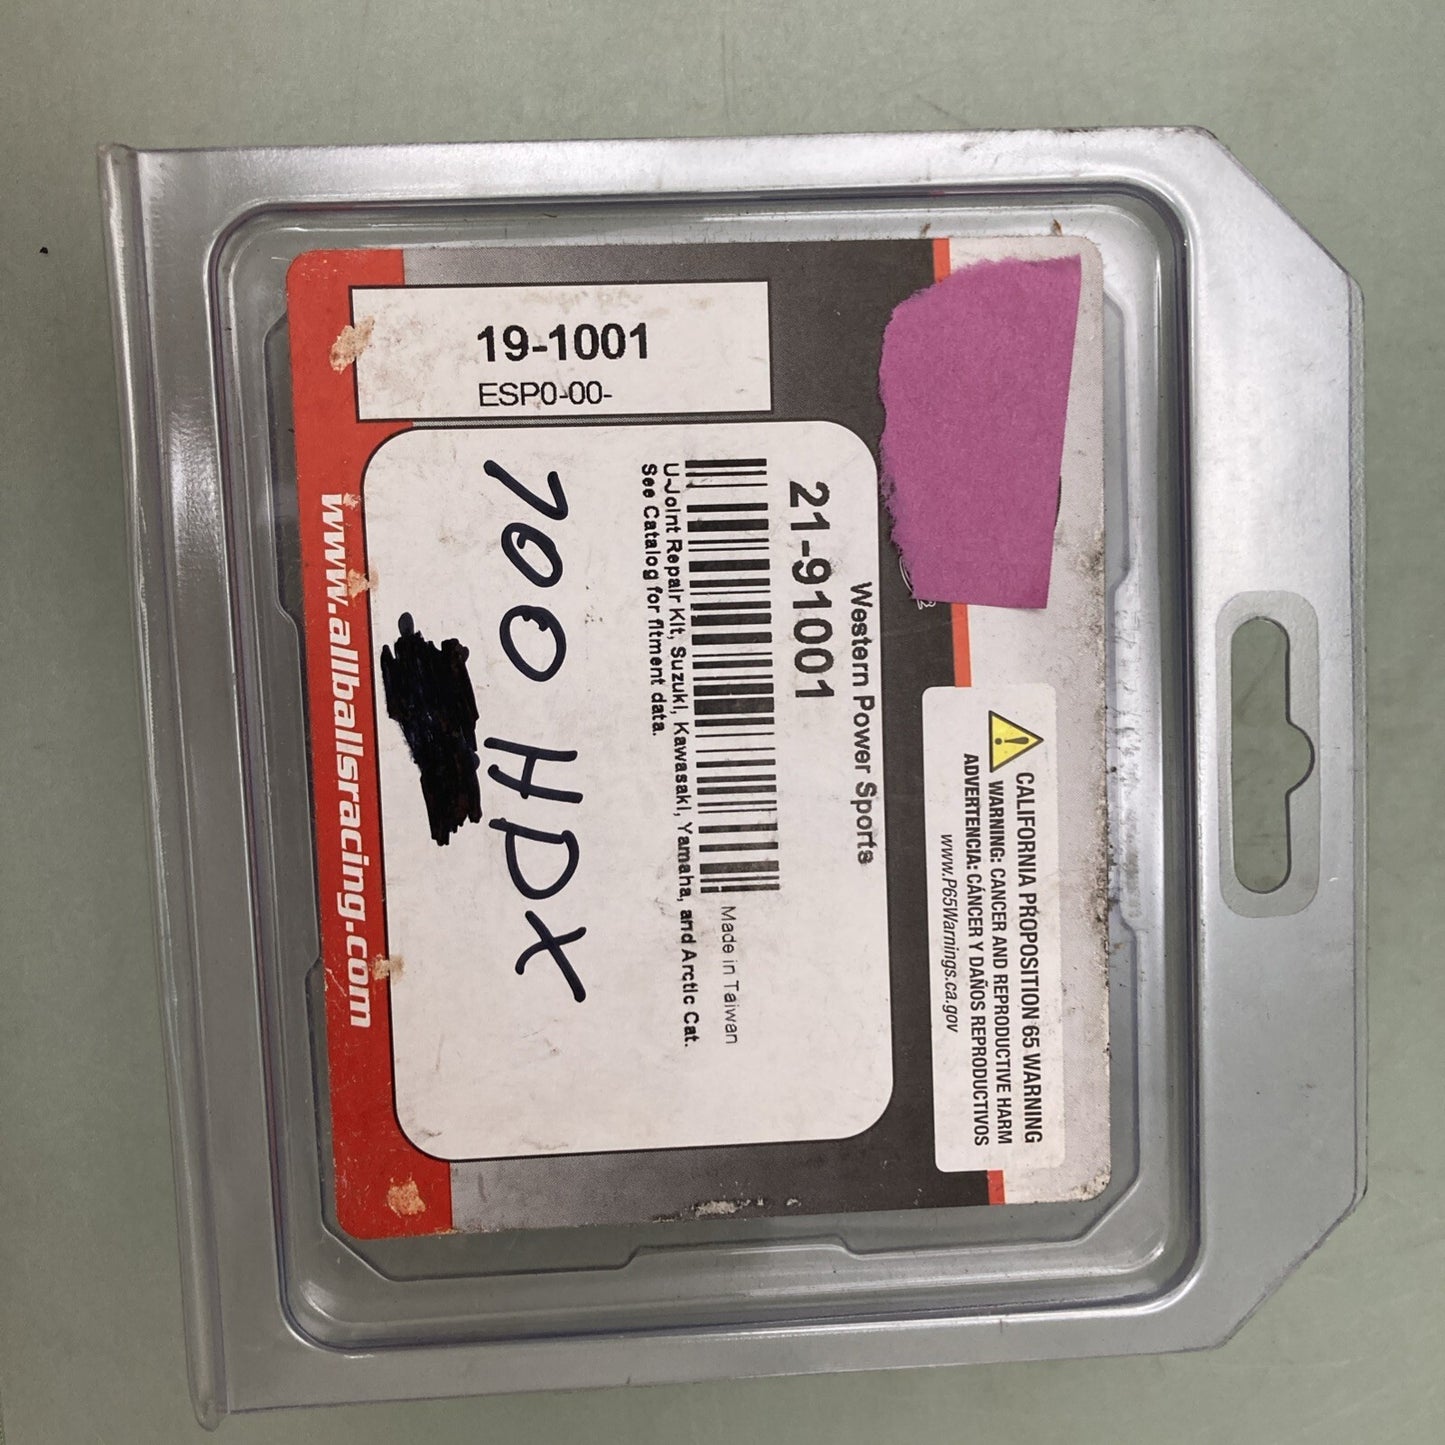 19-1001
ESP0-00-
CALIFORNIA PROPOSITION 65 WARNING
WARNING: CANCER AND REPRODUCTIVE HARM
ADVERTENCIA: CÁNCER Y DAÑOS REPRODUCTIVOS
www.P65Warnings.ca.gov
Western Power Sports
21-91001
Made in Taiwan
U-Joint Repair Kit, Suzuki, Kawasaki, Yamaha, and Arctic Cat.
See Catalog for fitment data.
700 HDX
www.allballsracing.com